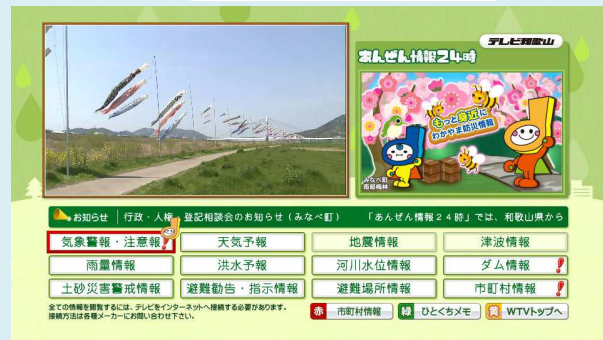 テレビ和歌山
あんぜん情報24時
もっと身近に
わかやま防災情報
みなべ町
南部梅林
お知らせ 行政・人権・登記相談会のお知らせ(みなべ町) 「あんぜん情報24時」では、和歌山県から
気象警報・注意報 天気予報 地震情報 津波情報
雨量情報 洪水予報 河川水位情報 ダム情報
土砂災害警戒情報 避難勧告・指示情報 避難場所情報 市町村情報
全ての情報を閲覧するには、テレビをインターネットへ接続する必要があります。
接続方法は各種メーカーにお問い合わせ下さい。
赤 市町村情報 緑 ひとくちメモ 黄 WTVトップへ